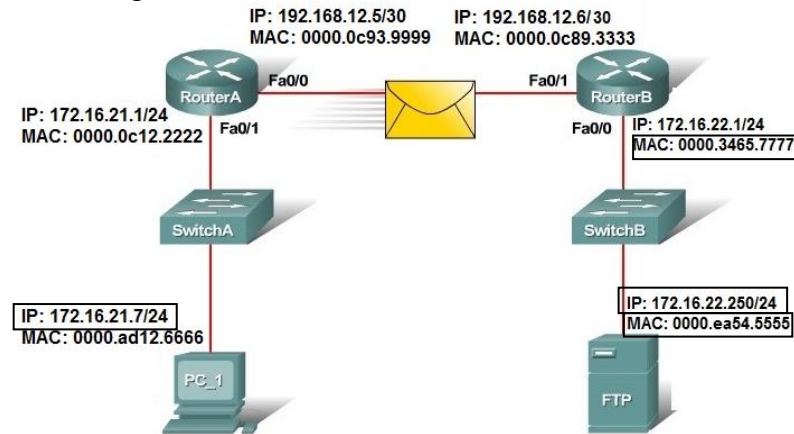 IP: 192.168.12.5/30
MAC: 0000.0c93.9999
IP: 192.168.12.6/30
MAC: 0000.0c89.3333
Fa0/0
Fa0/1
RouterA
RouterB
IP: 172.16.21.1/24
MAC: 0000.0c12.2222
Fa0/1
Fa0/0
IP: 172.16.22.1/24
MAC: 0000.3465.7777
SwitchA
SwitchB
IP: 172.16.21.7/24
MAC: 0000.ad12.6666
IP: 172.16.22.250/24
MAC: 0000.ea54.5555
PC_1
FTP